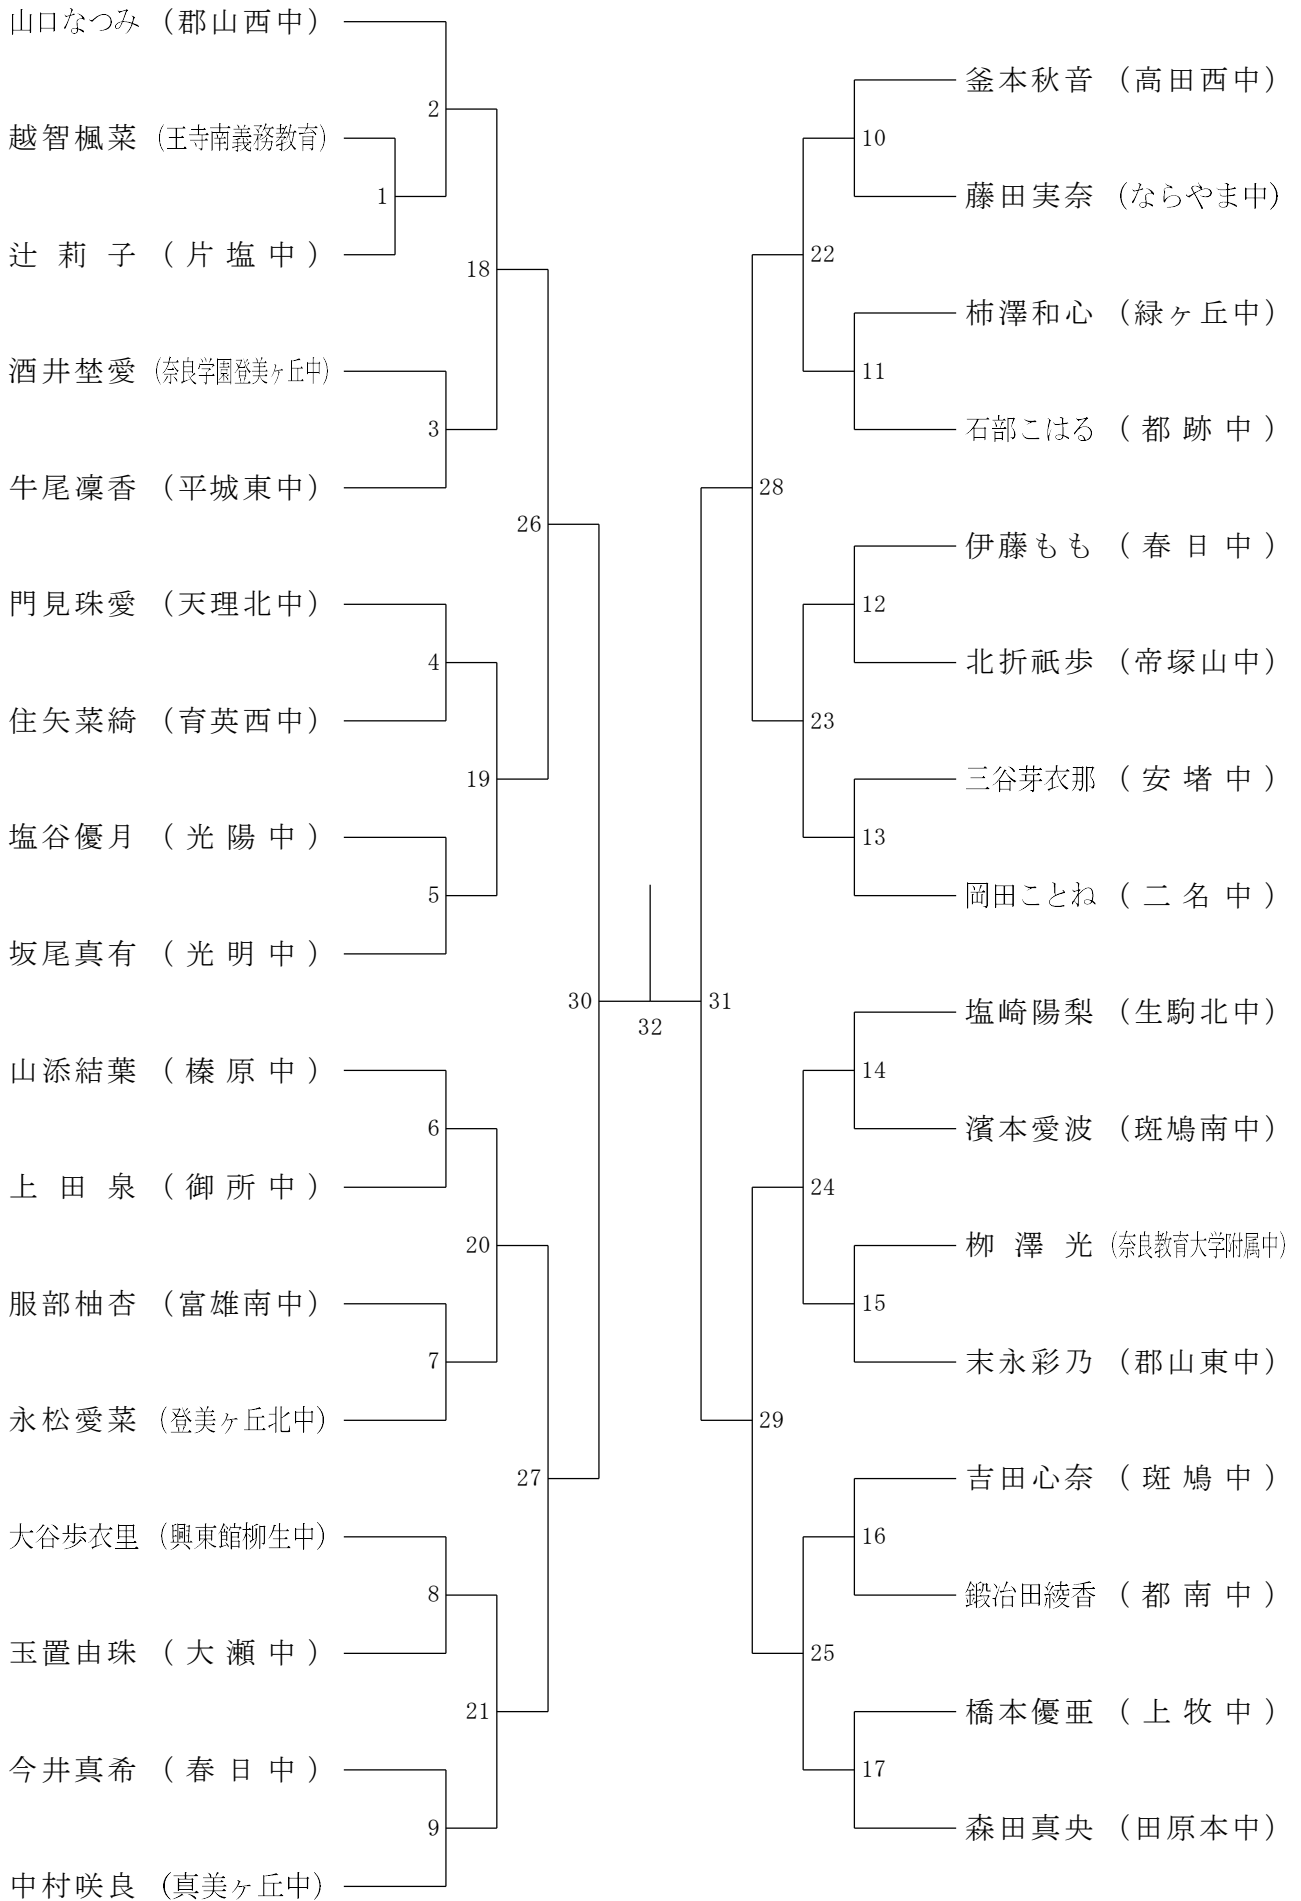 山口なつみ (郡山西中)
越智楓菜 (王寺南義務教育)
辻莉子 (片塩中)
酒井埜愛 (奈良学園登美ヶ丘中)
牛尾凜香 (平城東中)
門見珠愛 (天理北中)
住矢菜綺 (育英西中)
塩谷優月 (光陽中)
坂尾真有 (光明中)
山添結葉 (榛原中)
上田泉 (御所中)
服部柚杏 (富雄南中)
永松愛菜 (登美ヶ丘北中)
大谷歩衣里 (興東館柳生中)
玉置由珠 (大瀬中)
今井真希 (春日中)
中村咲良 (真美ヶ丘中)
1
2
3
4
5
6
7
8
9
18
19
20
21
26
27
30
32
31
28
29
22
23
24
25
10
11
12
13
14
15
16
17
釜本秋音 (高田西中)
藤田実奈 (ならやま中)
柿澤和心 (緑ヶ丘中)
石部こはる (都跡中)
伊藤もも (春日中)
北折祇歩 (帝塚山中)
三谷芽衣那 (安堵中)
岡田ことね (二名中)
塩崎陽梨 (生駒北中)
濱本愛波 (斑鳩南中)
栁澤光 (奈良教育大学附属中)
末永彩乃 (郡山東中)
吉田心奈 (斑鳩中)
鍛冶田綾香 (都南中)
橋本優亜 (上牧中)
森田真央 (田原本中)